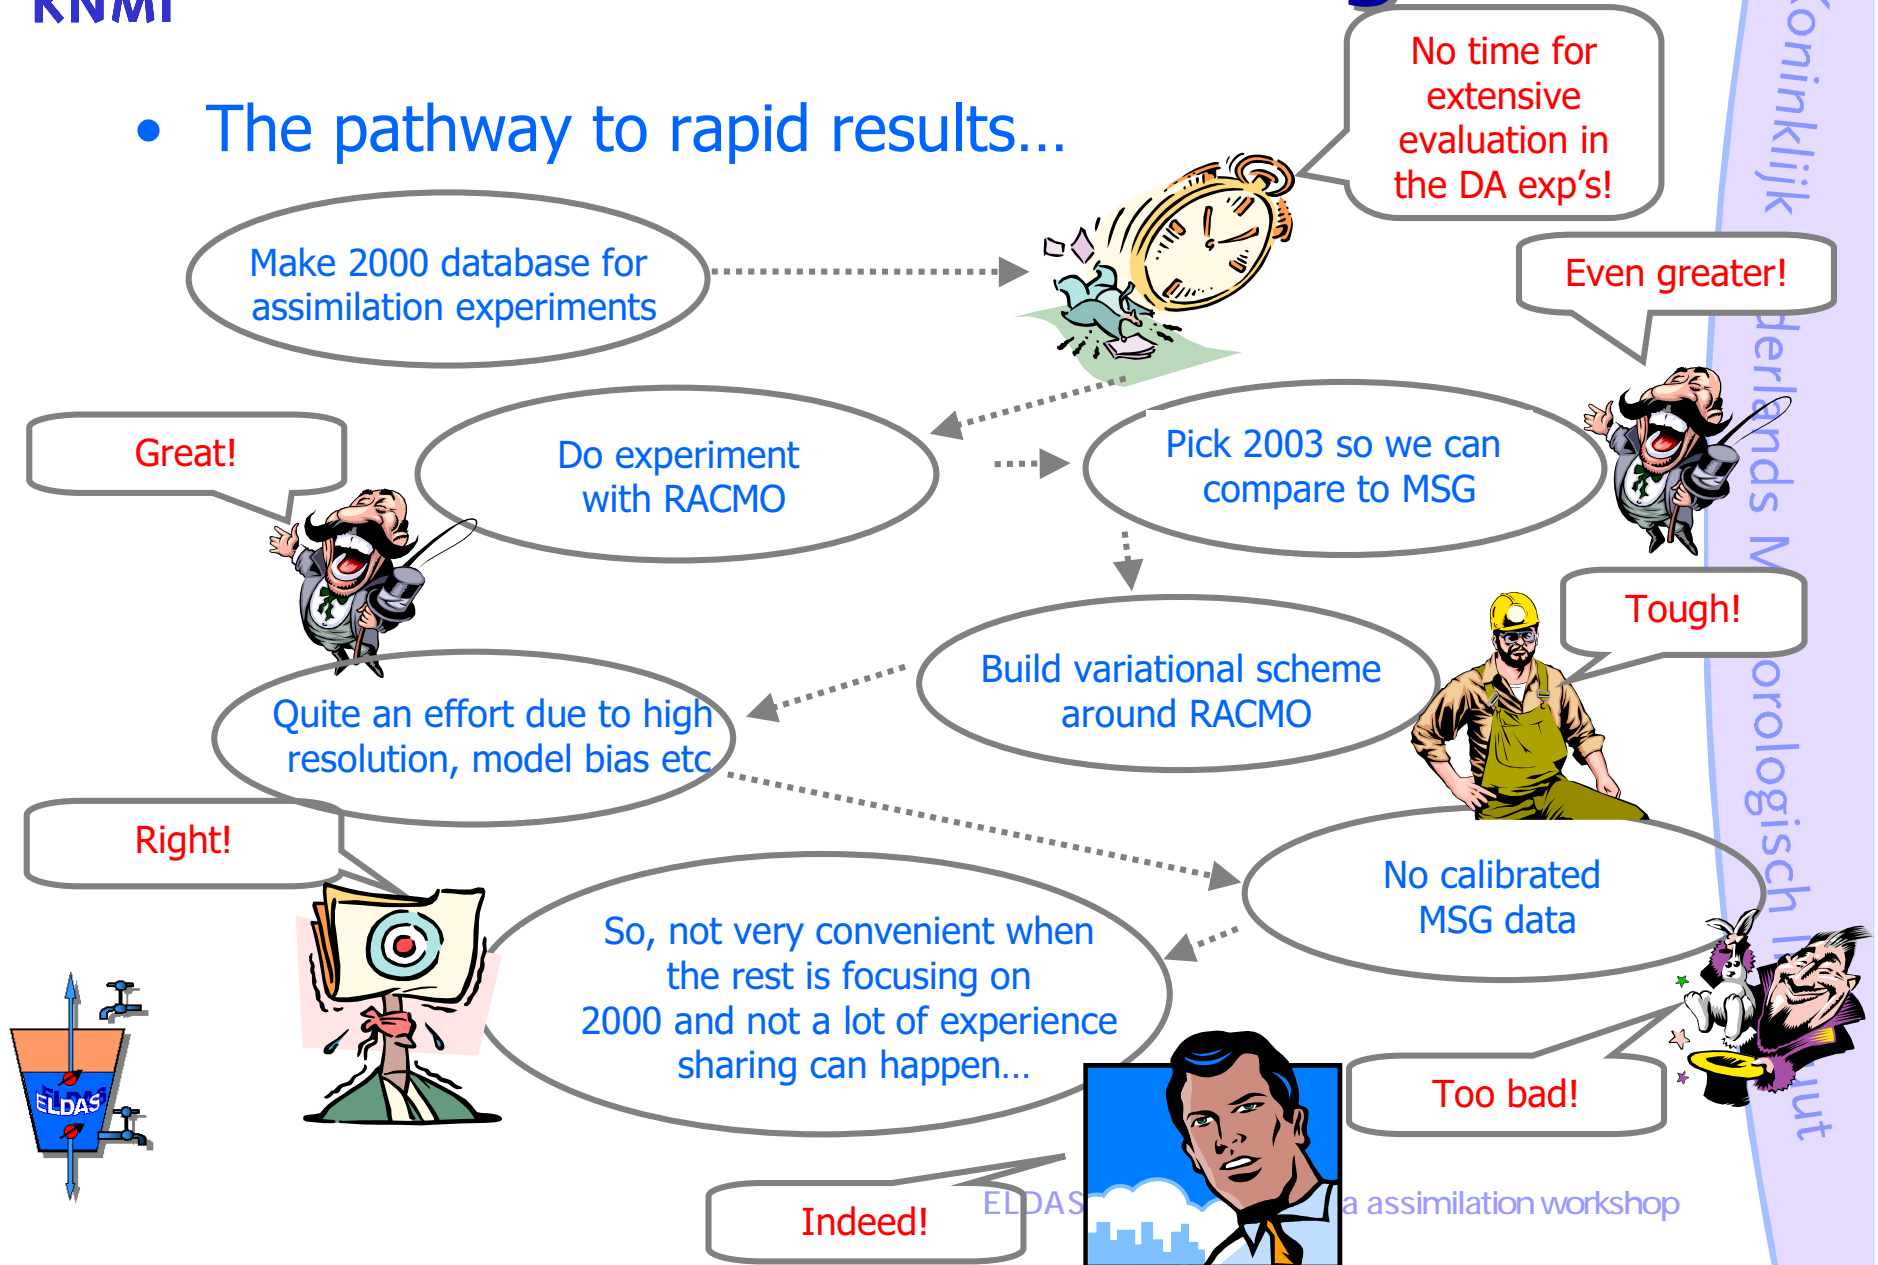 KNMI
• The pathway to rapid results…
No time for
extensive
evaluation in
the DA exp's!
Make 2000 database for
assimilation experiments
Even greater!
Great!
Do experiment
with RACMO
Pick 2003 so we can
compare to MSG
Tough!
Build variational scheme
around RACMO
Quite an effort due to high
resolution, model bias etc
Right!
No calibrated
MSG data
So, not very convenient when
the rest is focusing on
2000 and not a lot of experience
sharing can happen…
Too bad!
Indeed!
ELDAS
ELDAS
a assimilation workshop
Koninklijk